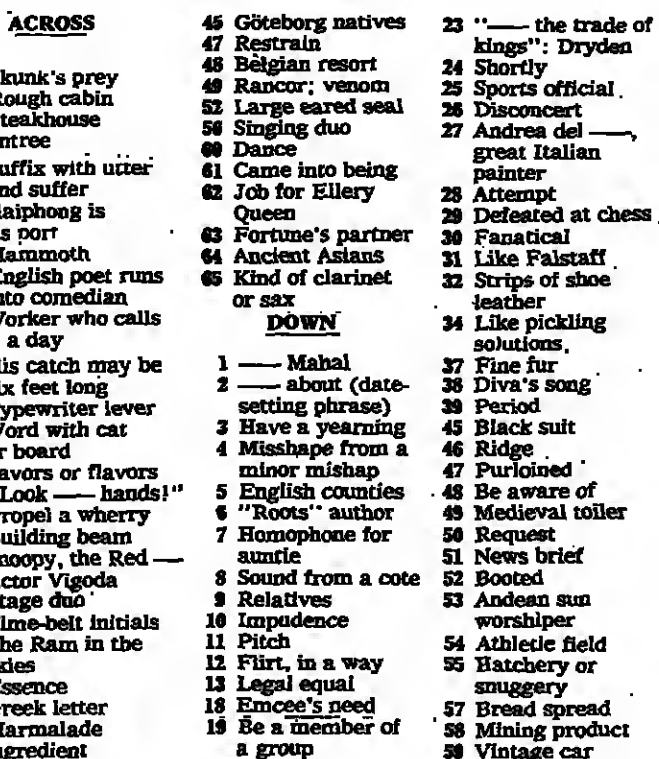 ACROSS
kunk's prey
ough cabin
teakhouse
ntree
uffix with utter
nd suffer
aiphong is
s port
Mammoth
English poet runs
nto comedian
Worker who calls
a day
His catch may be
ix feet long
Typewriter lever
Word with cat
r board
avors or flavors
Look —— hands!"
ropel a wherry
uilding beam
noopy, the Red —
ctor Vigoda
tage duo
ime-belt initials
he Ram in the
kies
ssence
reek letter
Marmalade
gredient
45 Göteborg natives
47 Restrain
48 Belgian resort
49 Rancor; venom
52 Large eared seal
56 Singing duo
60 Dance
61 Came into being
62 Job for Ellery
Queen
63 Fortune's partner
64 Ancient Asians
65 Kind of clarinet
or sax
DOWN
1 —— Mahal
2 —— about (date-
setting phrase)
3 Have a yearning
4 Misshape from a
minor mishap
5 English counties
6 "Roots" author
7 Homophone for
auntie
8 Sound from a cote
9 Relatives
10 Impudence
11 Pitch
12 Flirt, in a way
13 Legal equal
18 Emcee's need
19 Be a member of
a group
23 "—— the trade of
kings": Dryden
24 Shortly
25 Sports official
26 Disconcert
27 Andrea del ——,
great Italian
painter
28 Attempt
29 Defeated at chess
30 Fanatical
31 Like Falstaff
32 Strips of shoe
leather
34 Like pickling
solutions,
37 Fine fur
38 Diva's song
39 Period
45 Black suit
46 Ridge
47 Purloined
48 Be aware of
49 Medieval toiler
50 Request
51 News brief
52 Booted
53 Andean sun
worshiper
54 Athletic field
55 Hatchery or
snuggery
57 Bread spread
58 Mining product
59 Vintage car